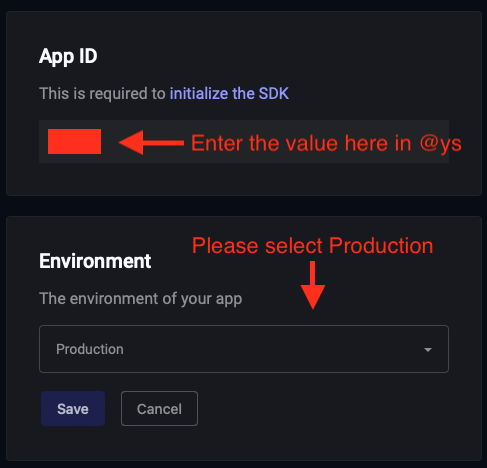 App ID
This is required to initialize the SDK
Enter the value here in @ys
Please select Production
Environment
The environment of your app
Production
Save Cancel